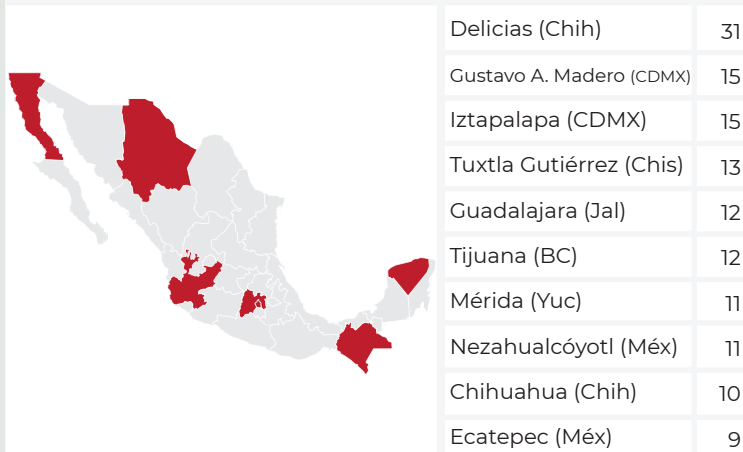 Delicias (Chih) 31
Gustavo A. Madero (CDMX) 15
Iztapalapa (CDMX) 15
Tuxtla Gutiérrez (Chis) 13
Guadalajara (Jal) 12
Tijuana (BC) 12
Mérida (Yuc) 11
Nezahualcóyotl (Méx) 11
Chihuahua (Chih) 10
Ecatepec (Méx) 9